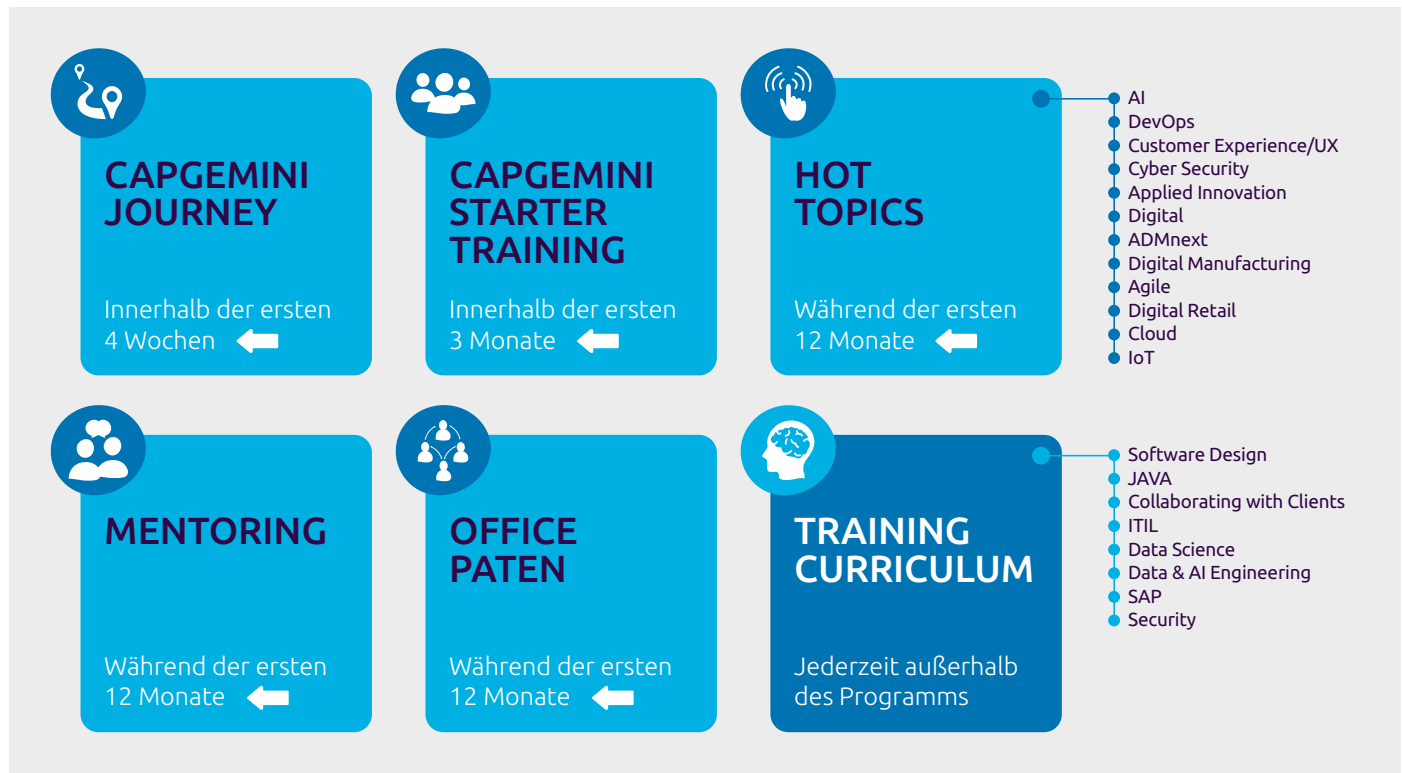 CAPGEMINI
JOURNEY
Innerhalb der ersten
4 Wochen
CAPGEMINI
STARTER
TRAINING
Innerhalb der ersten
3 Monate
HOT
TOPICS
Während der ersten
12 Monate
AI
DevOps
Customer Experience/UX
Cyber Security
Applied Innovation
Digital
ADMnext
Digital Manufacturing
Agile
Digital Retail
Cloud
IoT
MENTORING
Während der ersten
12 Monate
OFFICE
PATEN
Während der ersten
12 Monate
TRAINING
CURRICULUM
Jederzeit außerhalb
des Programms
Software Design
JAVA
Collaborating with Clients
ITIL
Data Science
Data & AI Engineering
SAP
Security